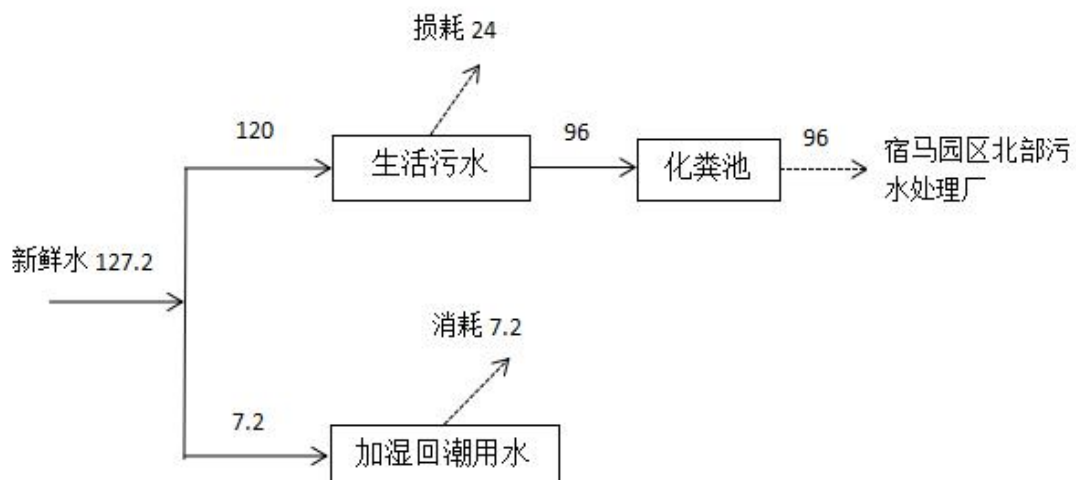 损耗 24
120
生活污水
96
化粪池
96
宿马园区北部污
水处理厂
新鲜水 127.2
消耗 7.2
7.2
加湿回潮用水